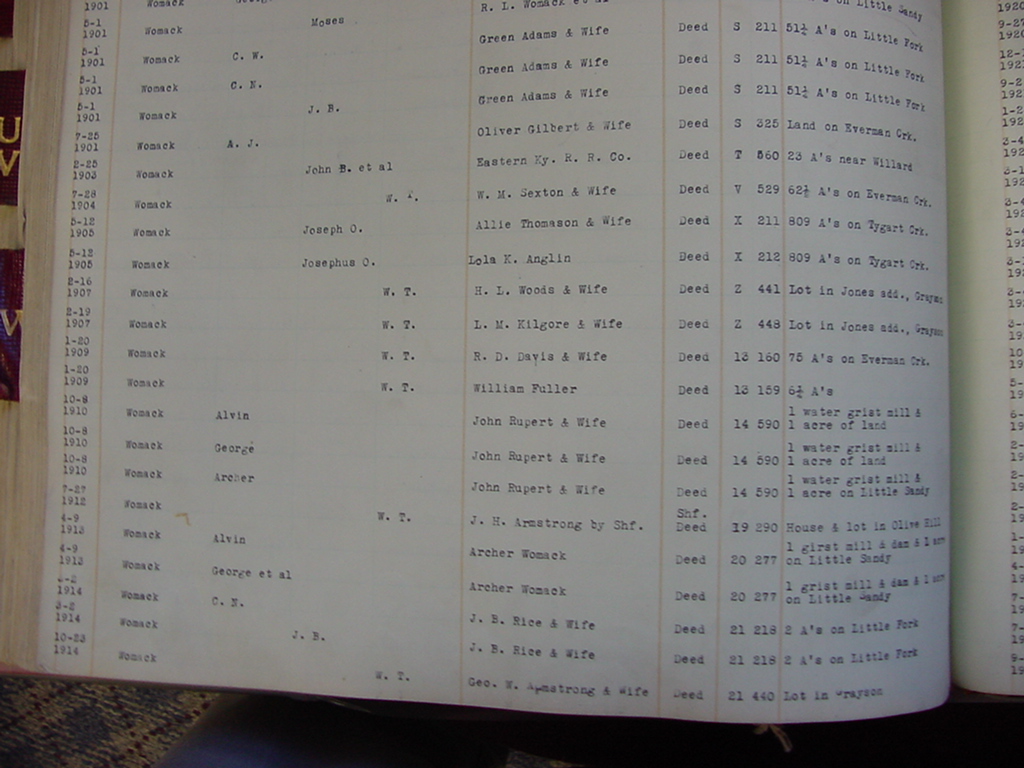 1901 Womack
5-1
1901 Womack Moses R. L. Womack et al on Little Sandy
5-1
1901 Womack C. W. Green Adams & Wife Deed S 211 51¼ A's on Little Fork
5-1
1901 Womack C. N. Green Adams & Wife Deed S 211 51¼ A's on Little Fork
5-1
1901 Womack J. B. Green Adams & Wife Deed S 211 51¼ A's on Little Fork
7-25
1901 Womack A. J. Oliver Gilbert & Wife Deed S 325 Land on Everman Crk.
2-25
1903 Womack John B. et al Eastern Ky. R. R. Co. Deed T 560 23 A's near Willard
7-28
1904 Womack W. T. W. M. Sexton & Wife Deed V 529 62½ A's on Everman Crk.
5-12
1905 Womack Joseph O. Allie Thomason & Wife Deed X 211 809 A's on Tygart Crk.
5-12
1905 Womack Josephus O. Lola K. Anglin Deed X 212 809 A's on Tygart Crk.
2-16
1907 Womack W. T. H. L. Woods & Wife Deed Z 441 Lot in Jones add., Grayson
2-19
1907 Womack W. T. L. M. Kilgore & Wife Deed Z 448 Lot in Jones add., Grayson
1-20
1909 Womack W. T. R. D. Davis & Wife Deed 13 160 75 A's on Everman Crk.
1-20
1909 Womack W. T. William Fuller Deed 13 159 6¼ A's
10-8 1 water grist mill &
1910 Womack Alvin John Rupert & Wife Deed 14 590 1 acre of land
10-8 1 water grist mill &
1910 Womack George John Rupert & Wife Deed 14 590 1 acre of land
10-8 1 water grist mill &
1910 Womack Archer John Rupert & Wife Deed 14 590 1 acre on Little Sandy
7-27 Shf.
1912 Womack W. T. J. H. Armstrong by Shf. Deed 19 290 House & lot in Olive Hill
4-9 1 girst mill & dam & 1 acre
1913 Womack Alvin Archer Womack Deed 20 277 on Little Sandy
4-9 1 grist mill & dam & 1 acre
1913 Womack George et al Archer Womack Deed 20 277 on Little Sandy
3-2
1914 Womack C. N. J. B. Rice & Wife Deed 21 218 2 A's on Little Fork
3-2
1914 Womack J. B. J. B. Rice & Wife Deed 21 218 2 A's on Little Fork
10-23
1914 Womack W. T. Geo. W. Armstrong & Wife Deed 21 440 Lot in Grayson
U
V
W